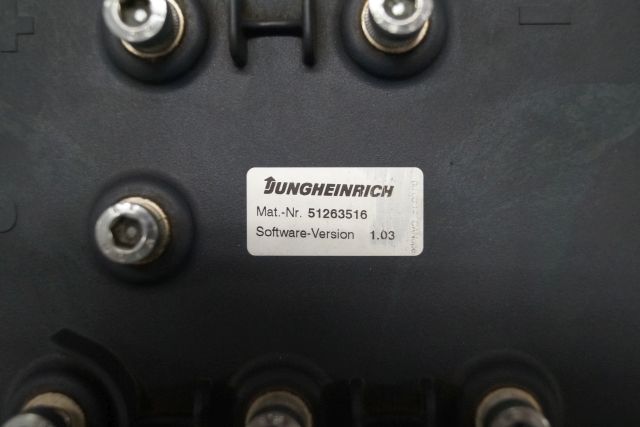 +
JUNGHEINRICH
Mat.-Nr. 51263516
Software-Version 1.03